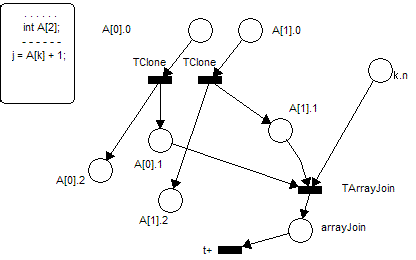 ......
int A[2];
------
j = A[k] + 1;
A[0].0
A[1].0
TClone
TClone
k.n
A[1].1
A[0].1
A[0].2
TArrayJoin
A[1].2
arrayJoin
t+